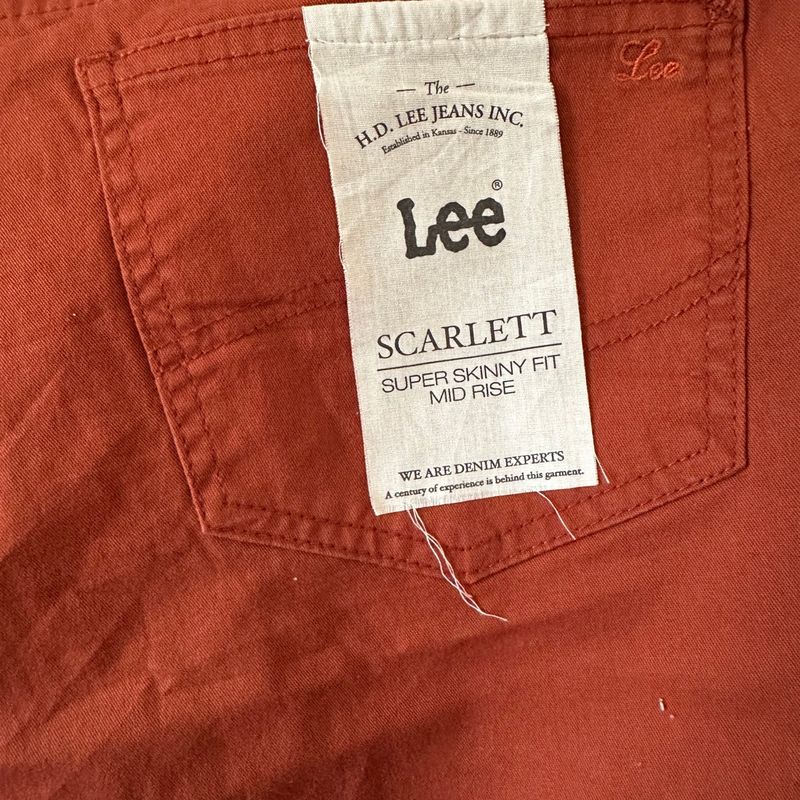 The
H.D. LEE JEANS INC.
Established in Kansas - Since 1889
Lee®
SCARLETT
SUPER SKINNY FIT
MID RISE
WE ARE DENIM EXPERTS
A century of experience is behind this garment.
Lee